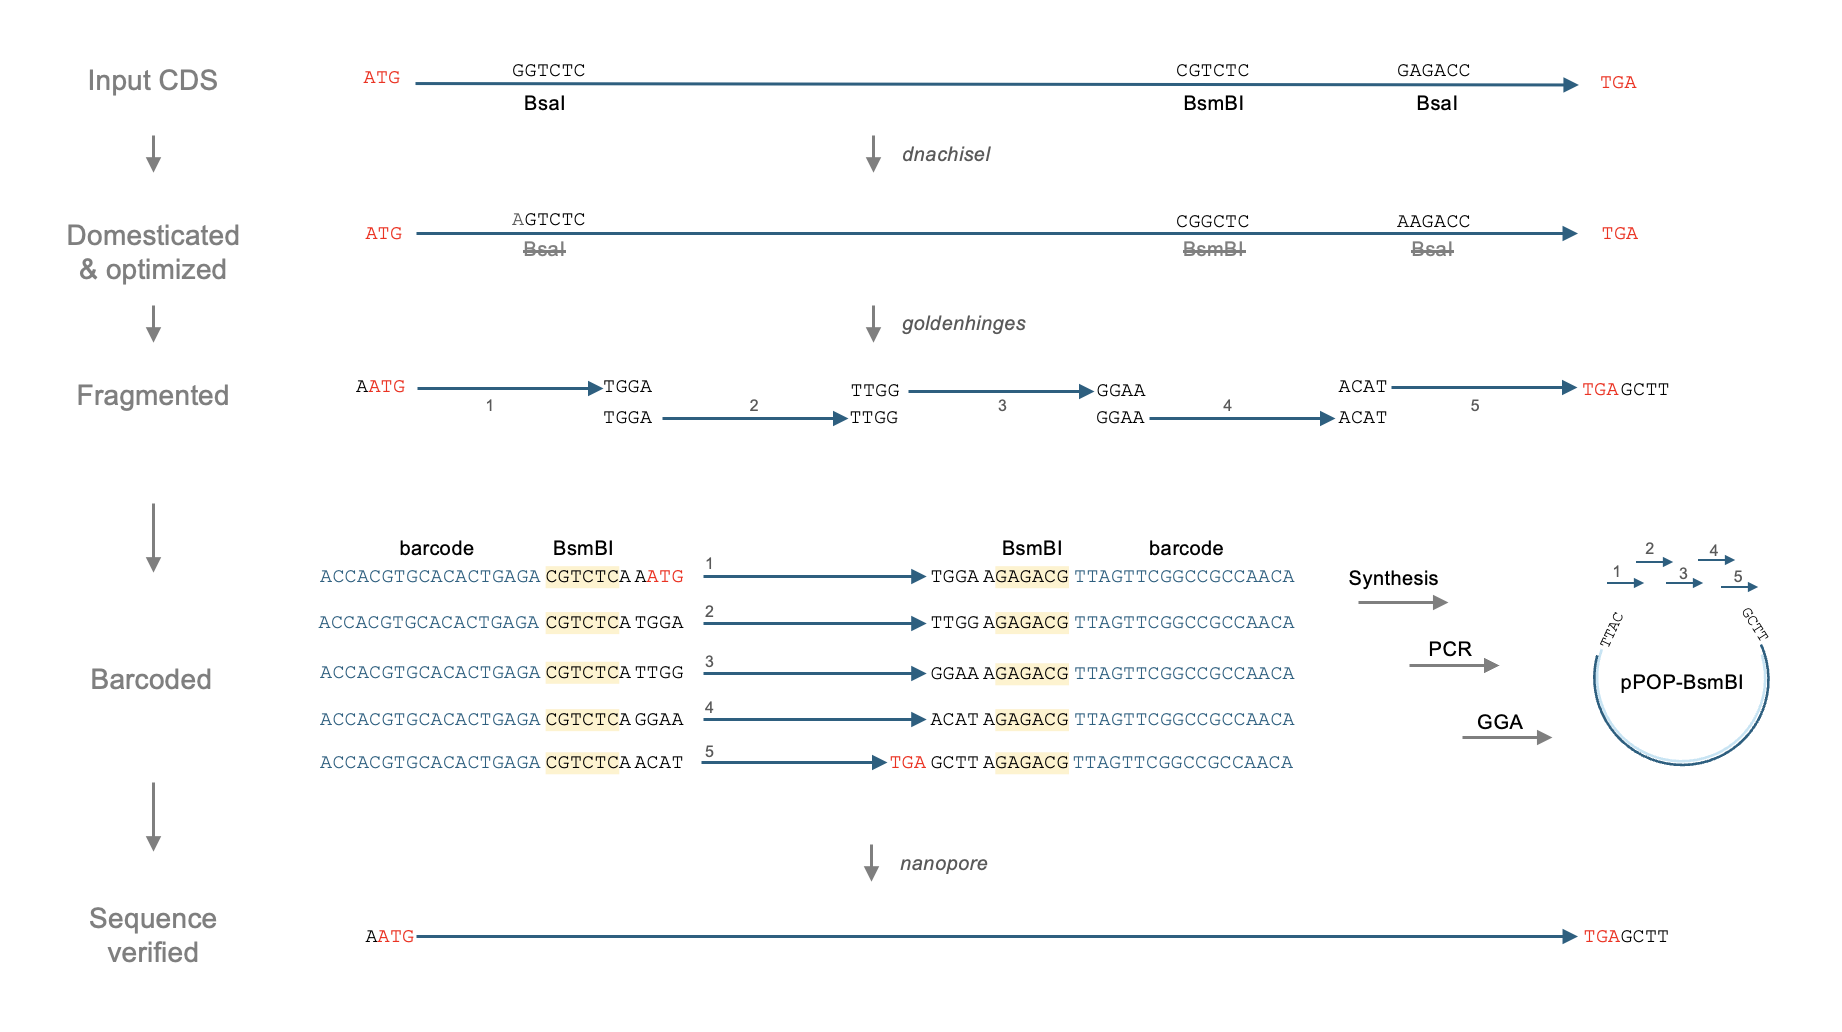 Input CDS
ATG
GGTCTC
CGTCTC
GAGACC
TGA
BsaI
BsmBI
BsaI
dnachisel
Domesticated
& optimized
ATG
AGTCTC
CGGCTC
AAGACC
TGA
BsaI
BsmBI
BsaI
goldenhinges
Fragmented
AATG
1
TGGA
TGGA
2
TTGG
TTGG
3
GGAA
GGAA
4
ACAT
ACAT
5
TGAGCTT
Barcoded
barcode BsmBI BsmBI barcode
ACCACGTGCACACTGAGA CGTCTCA AATG 1 TGGA AGAGACG TTAGTTCGGCCGCCAACA
ACCACGTGCACACTGAGA CGTCTCA TGGA 2 TTGG AGAGACG TTAGTTCGGCCGCCAACA
ACCACGTGCACACTGAGA CGTCTCA TTGG 3 GGAA AGAGACG TTAGTTCGGCCGCCAACA
ACCACGTGCACACTGAGA CGTCTCA GGAA 4 ACAT AGAGACG TTAGTTCGGCCGCCAACA
ACCACGTGCACACTGAGA CGTCTCA ACAT 5 TGA GCTT AGAGACG TTAGTTCGGCCGCCAACA
Synthesis
PCR
GGA
1
2
3
4
5
TTAC
GCTT
pPOP-BsmBI
nanopore
Sequence
verified
AATG
TGAGCTT